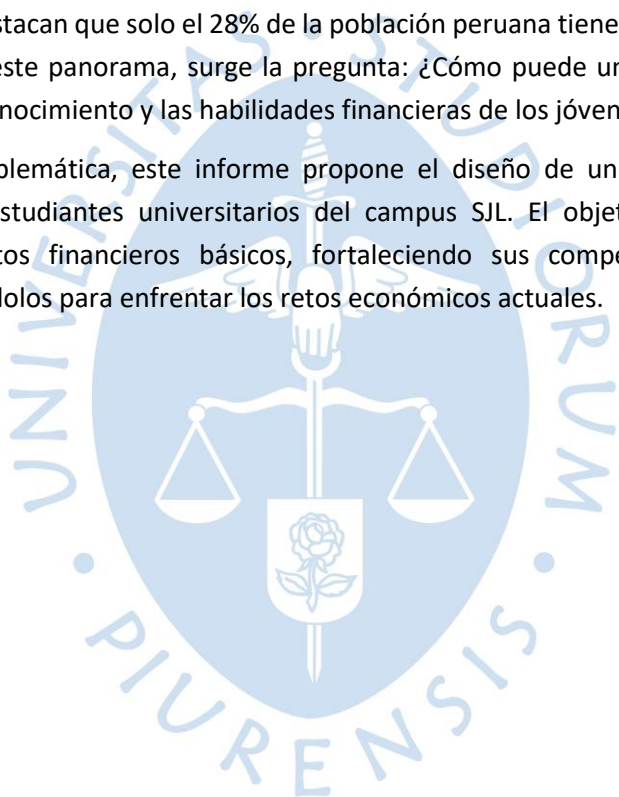 stacan que solo el 28% de la población peruana tiene
este panorama, surge la pregunta: ¿Cómo puede un
nocimiento y las habilidades financieras de los jóven
blemática, este informe propone el diseño de un
studiantes universitarios del campus SJL. El objet
tos financieros básicos, fortaleciendo sus compe
dolos para enfrentar los retos económicos actuales.
UNIVERSITAS • STUDIORUM • PIURENSIS